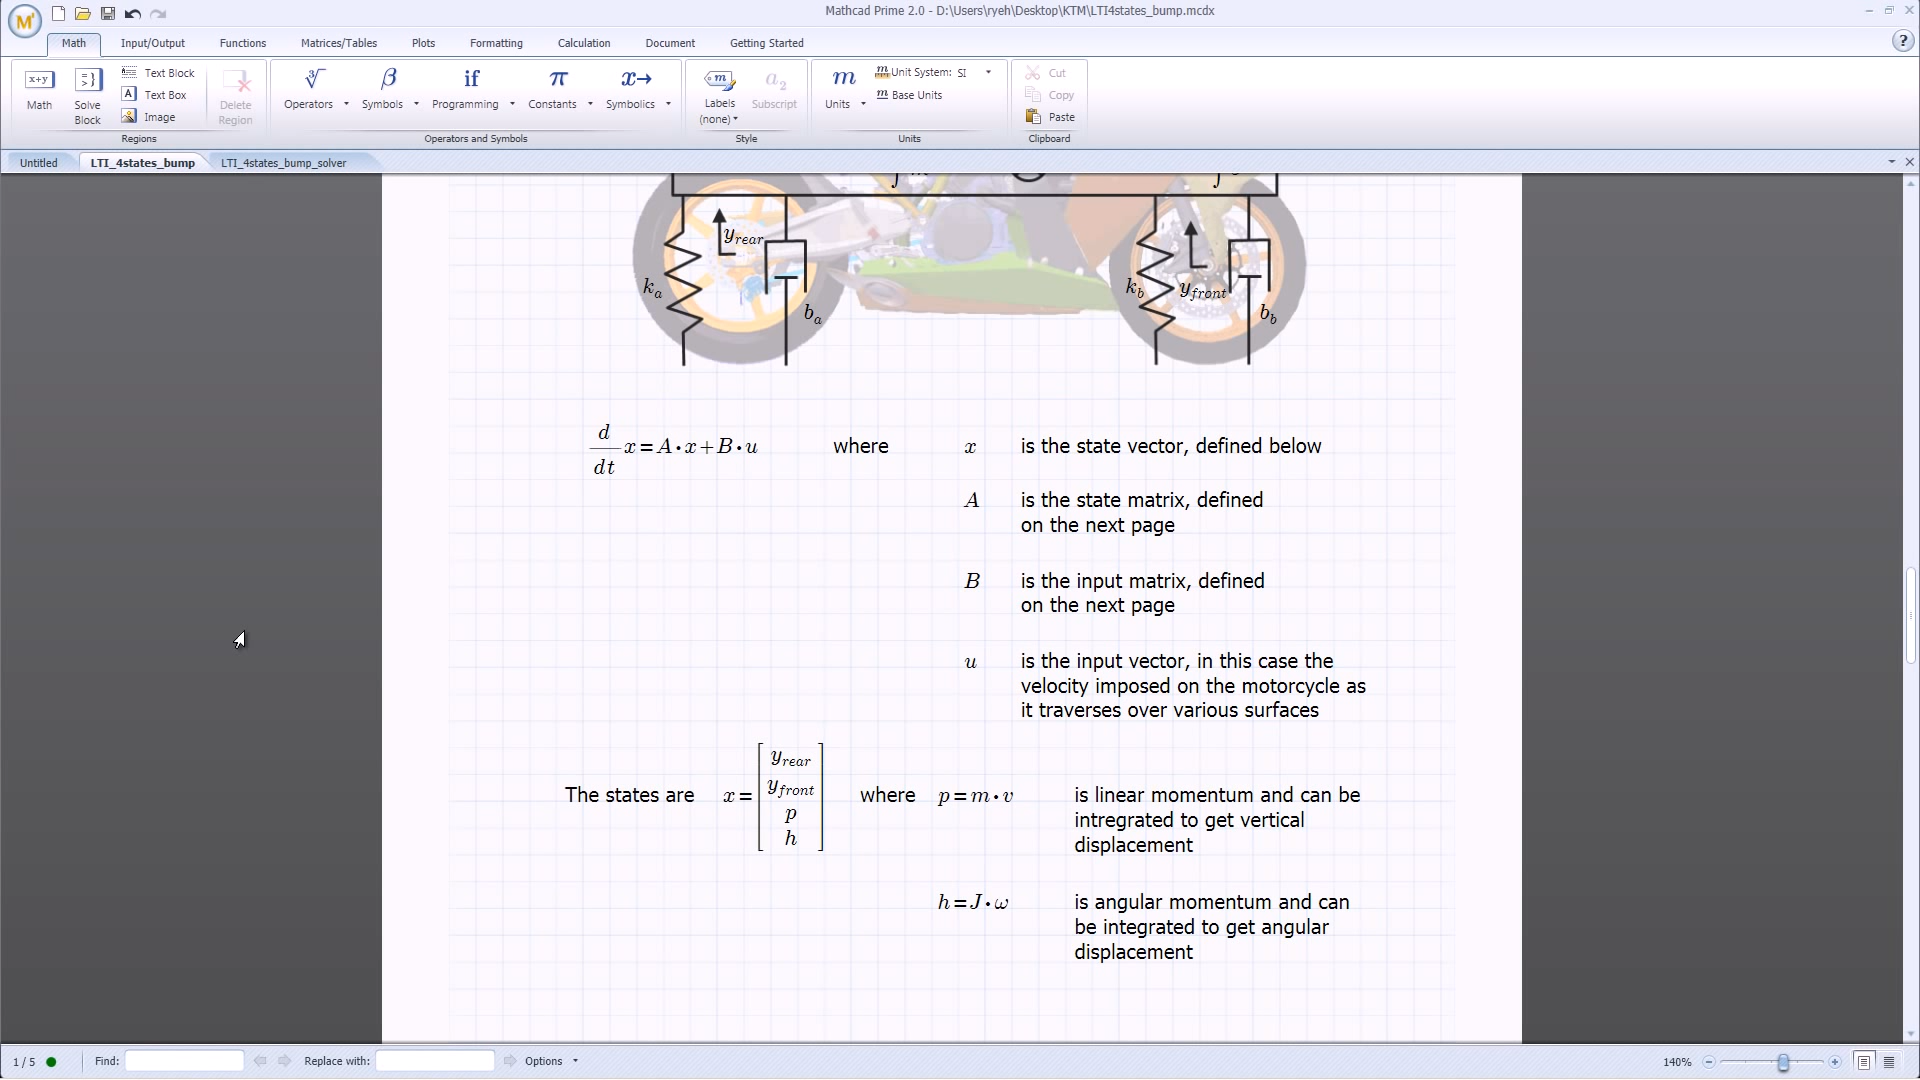 Mathcad Prime 2.0 - D:\Users\ryeh\Desktop\KTM\LTI4states_bump.mcdx
Math Input/Output Functions Matrices/Tables Plots Formatting Calculation Document Getting Started
Math
Solve Block
Text Block
Text Box
Image
Delete Region
Regions
Operators
Symbols
if Programming
π Constants
Symbolics
Operators and Symbols
Labels (none)
Subscript
Style
m Units
Unit System: SI
Base Units
Units
Cut
Copy
Paste
Clipboard
Untitled LTI_4states_bump LTI_4states_bump_solver
y_rear
k_a
b_a
k_b
y_front
b_b
d/dt x = A · x + B · u where x is the state vector, defined below
A is the state matrix, defined
on the next page
B is the input matrix, defined
on the next page
u is the input vector, in this case the
velocity imposed on the motorcycle as
it traverses over various surfaces
The states are x = [y_rear y_front p h] where p = m · v is linear momentum and can be
intregrated to get vertical
displacement
h = J · ω is angular momentum and can
be integrated to get angular
displacement
1 / 5 Find: Replace with: Options 140%